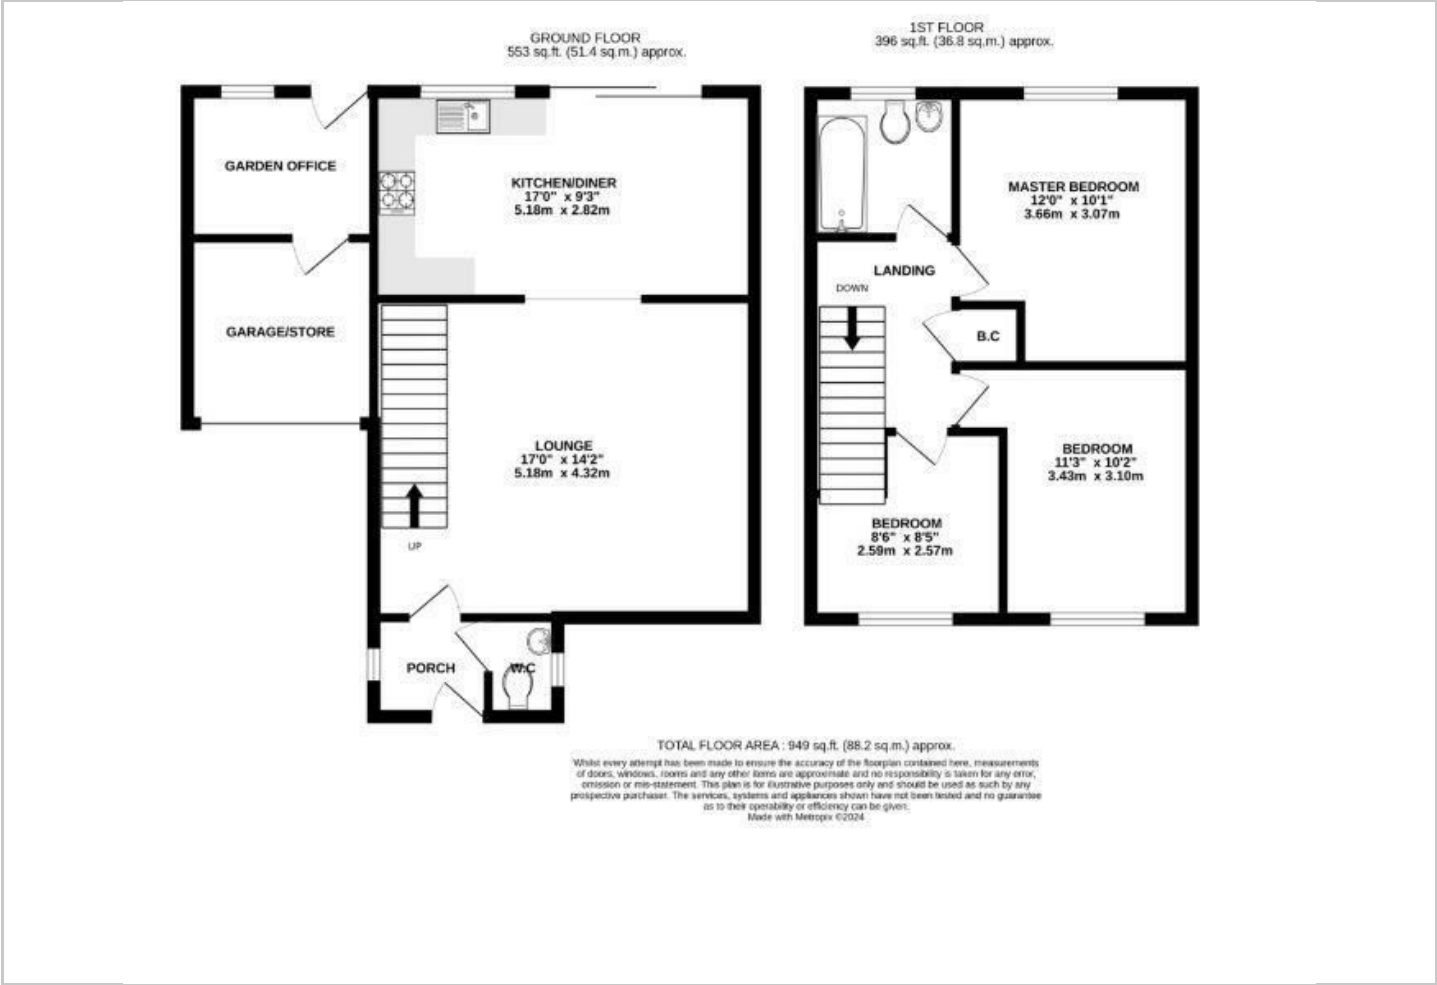 GROUND FLOOR
553 sq.ft. (51.4 sq.m.) approx.
1ST FLOOR
396 sq.ft. (36.8 sq.m.) approx.
GARDEN OFFICE
KITCHEN/DINER
17'0" x 9'3"
5.18m x 2.82m
GARAGE/STORE
LOUNGE
17'0" x 14'2"
5.18m x 4.32m
UP
PORCH
W.C
MASTER BEDROOM
12'0" x 10'1"
3.66m x 3.07m
LANDING
DOWN
B.C
BEDROOM
11'3" x 10'2"
3.43m x 3.10m
BEDROOM
8'6" x 8'5"
2.59m x 2.57m
TOTAL FLOOR AREA : 949 sq.ft. (88.2 sq.m.) approx.
Whilst every attempt has been made to ensure the accuracy of the floorplan contained here, measurements
of doors, windows, rooms and any other items are approximate and no responsibility is taken for any error,
omission or mis-statement. This plan is for illustrative purposes only and should be used as such by any
prospective purchaser. The services, systems and appliances shown have not been tested and no guarantee
as to their operability or efficiency can be given.
Made with Metropix ©2024